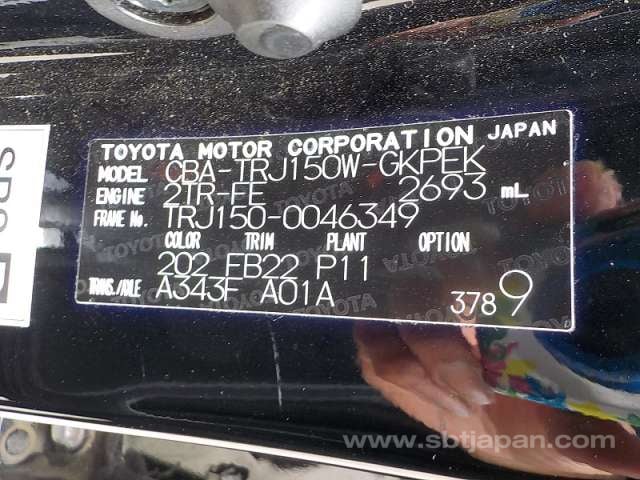 TOYOTA MOTOR CORPORATION JAPAN
MODEL CBA-TRJ150W-GKPEK
ENGINE 2TR-FE 2693 mL
FRAME No. TRJ150-0046349
COLOR TRIM PLANT OPTION
202 FB22 P11
TRANS./AXLE A343F A01A
3789
www.sbtjapan.com